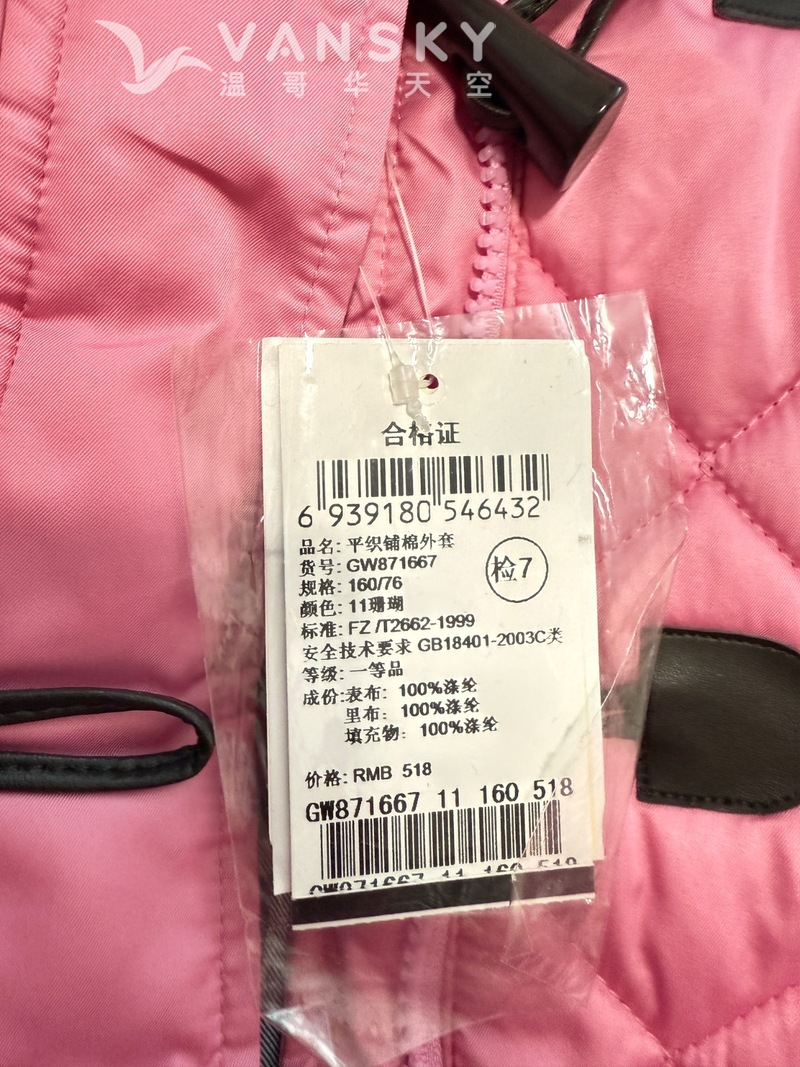 VANSKY
温哥华天空
合格证
6 939180 546432
品名: 平织铺棉外套
货号: GW871667
检7
规格: 160/76
颜色: 11珊瑚
标准: FZ /T2662-1999
安全技术要求 GB18401-2003C类
等级: 一等品
成份: 表布: 100%涤纶
里布: 100%涤纶
填充物: 100%涤纶
价格: RMB 518
GW871667 11 160 518
GW871667 11 160 518